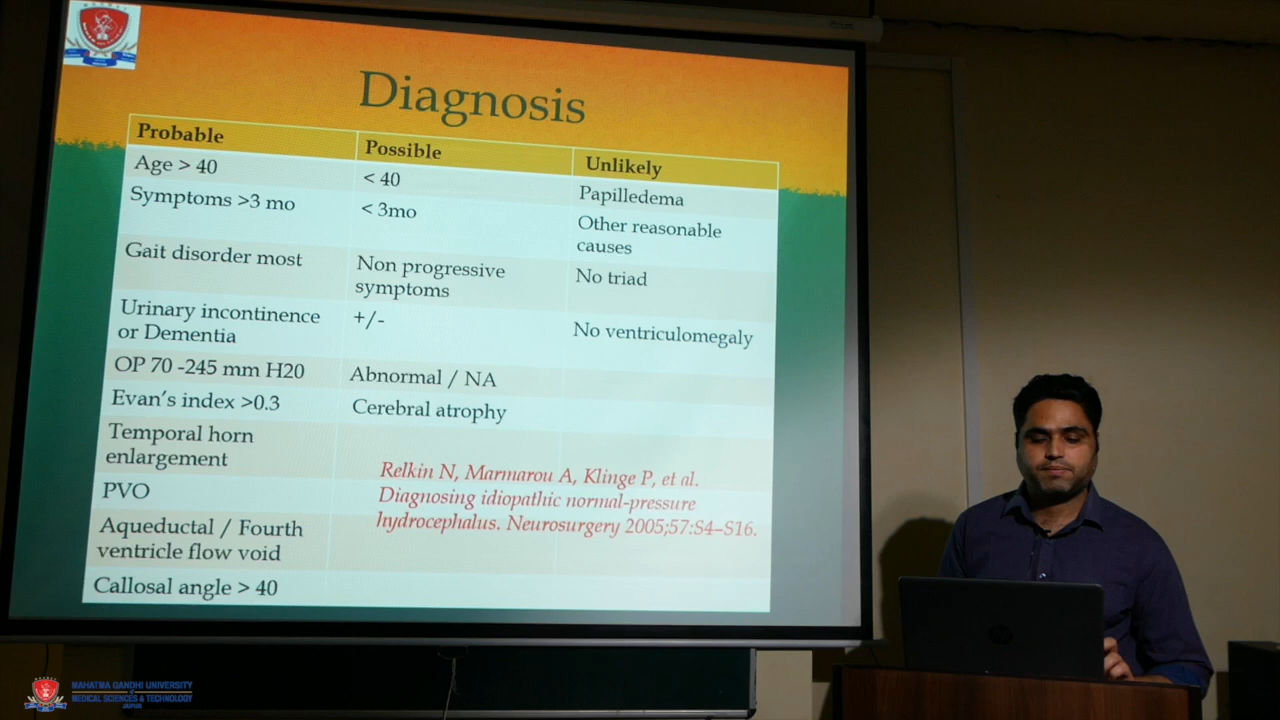 Diagnosis
Probable
Possible
Unlikely
Age > 40
< 40
Papilledema
Symptoms >3 mo
< 3mo
Other reasonable
causes
Gait disorder most
Non progressive
symptoms
No triad
Urinary incontinence
or Dementia
+/-
No ventriculomegaly
OP 70 -245 mm H20
Abnormal / NA
Evan's index >0.3
Cerebral atrophy
Temporal horn
enlargement
PVO
Aqueductal / Fourth
ventricle flow void
Callosal angle > 40
Relkin N, Marmarou A, Klinge P, et al.
Diagnosing idiopathic normal-pressure
hydrocephalus. Neurosurgery 2005;57:S4–S16.
MAHATMA GANDHI UNIVERSITY
of
MEDICAL SCIENCES & TECHNOLOGY
JAIPUR